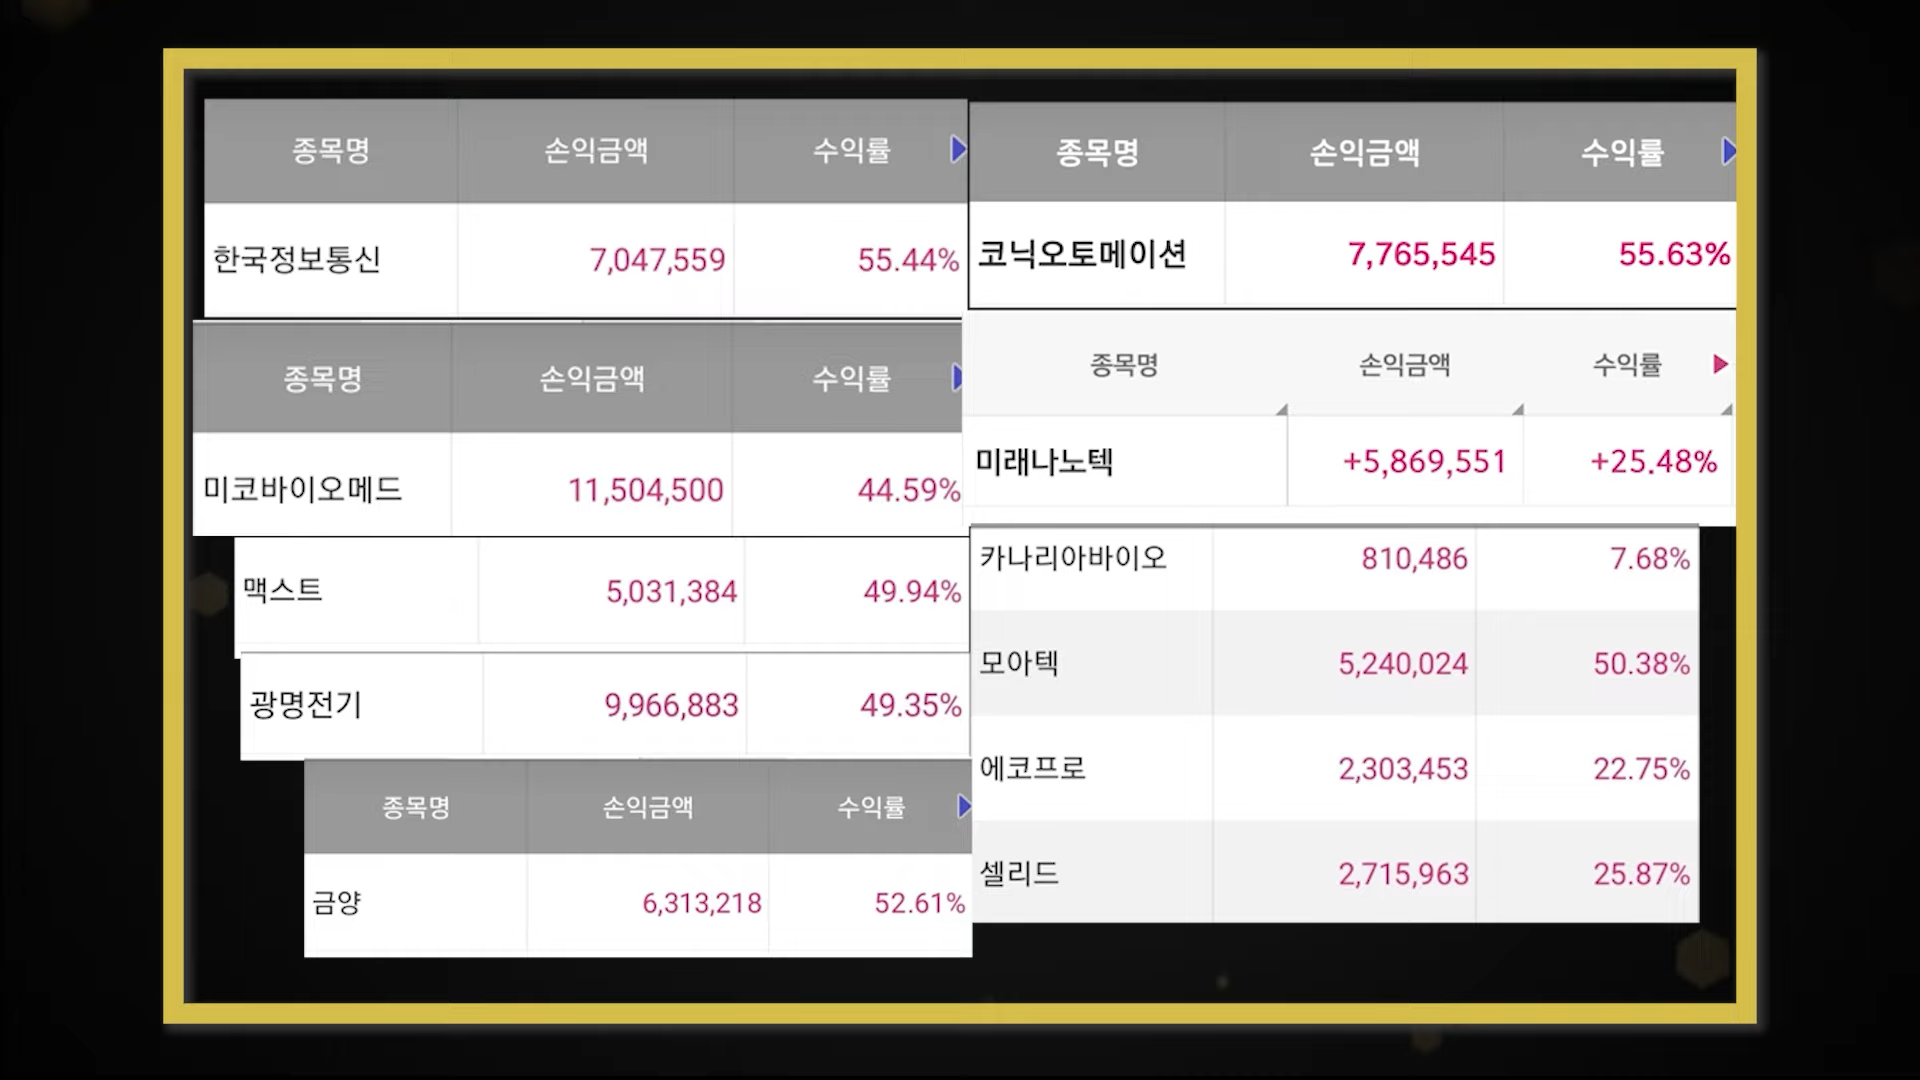 종목명 손익금액 수익률
한국정보통신 7,047,559 55.44%
종목명 손익금액 수익률
미코바이오메드 11,504,500 44.59%
맥스트 5,031,384 49.94%
광명전기 9,966,883 49.35%
종목명 손익금액 수익률
금양 6,313,218 52.61%
종목명 손익금액 수익률
코닉오토메이션 7,765,545 55.63%
종목명 손익금액 수익률
미래나노텍 +5,869,551 +25.48%
카나리아바이오 810,486 7.68%
모아텍 5,240,024 50.38%
에코프로 2,303,453 22.75%
셀리드 2,715,963 25.87%